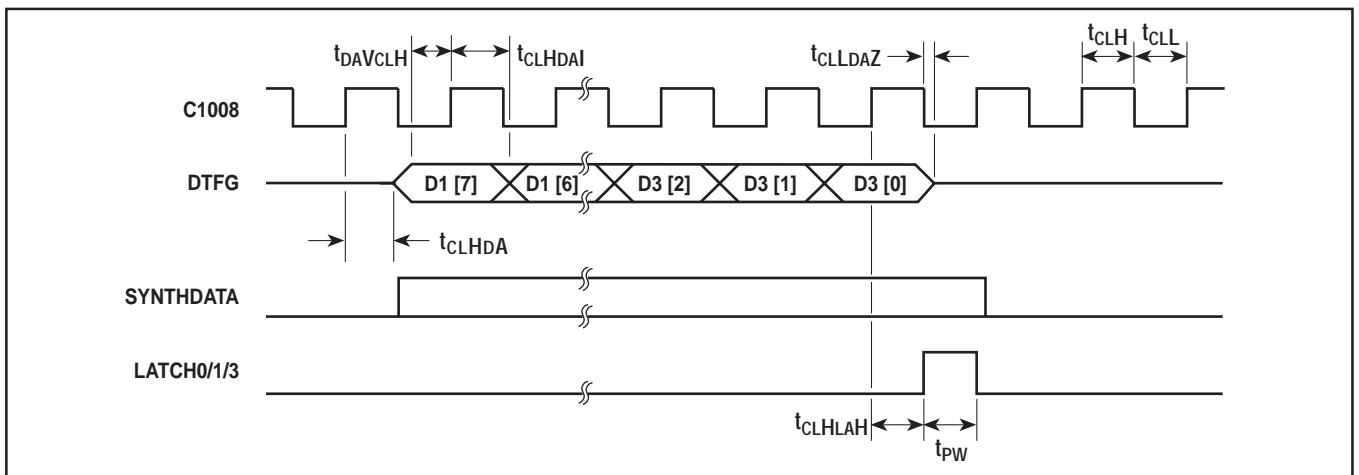 tDAVCLH
tCLHDAI
tCLLDAZ
tCLH
tCLL
C1008
DTFG
D1 [7]
D1 [6]
D3 [2]
D3 [1]
D3 [0]
tCLHDA
SYNTHDATA
LATCH0/1/3
tCLHLAH
tPW